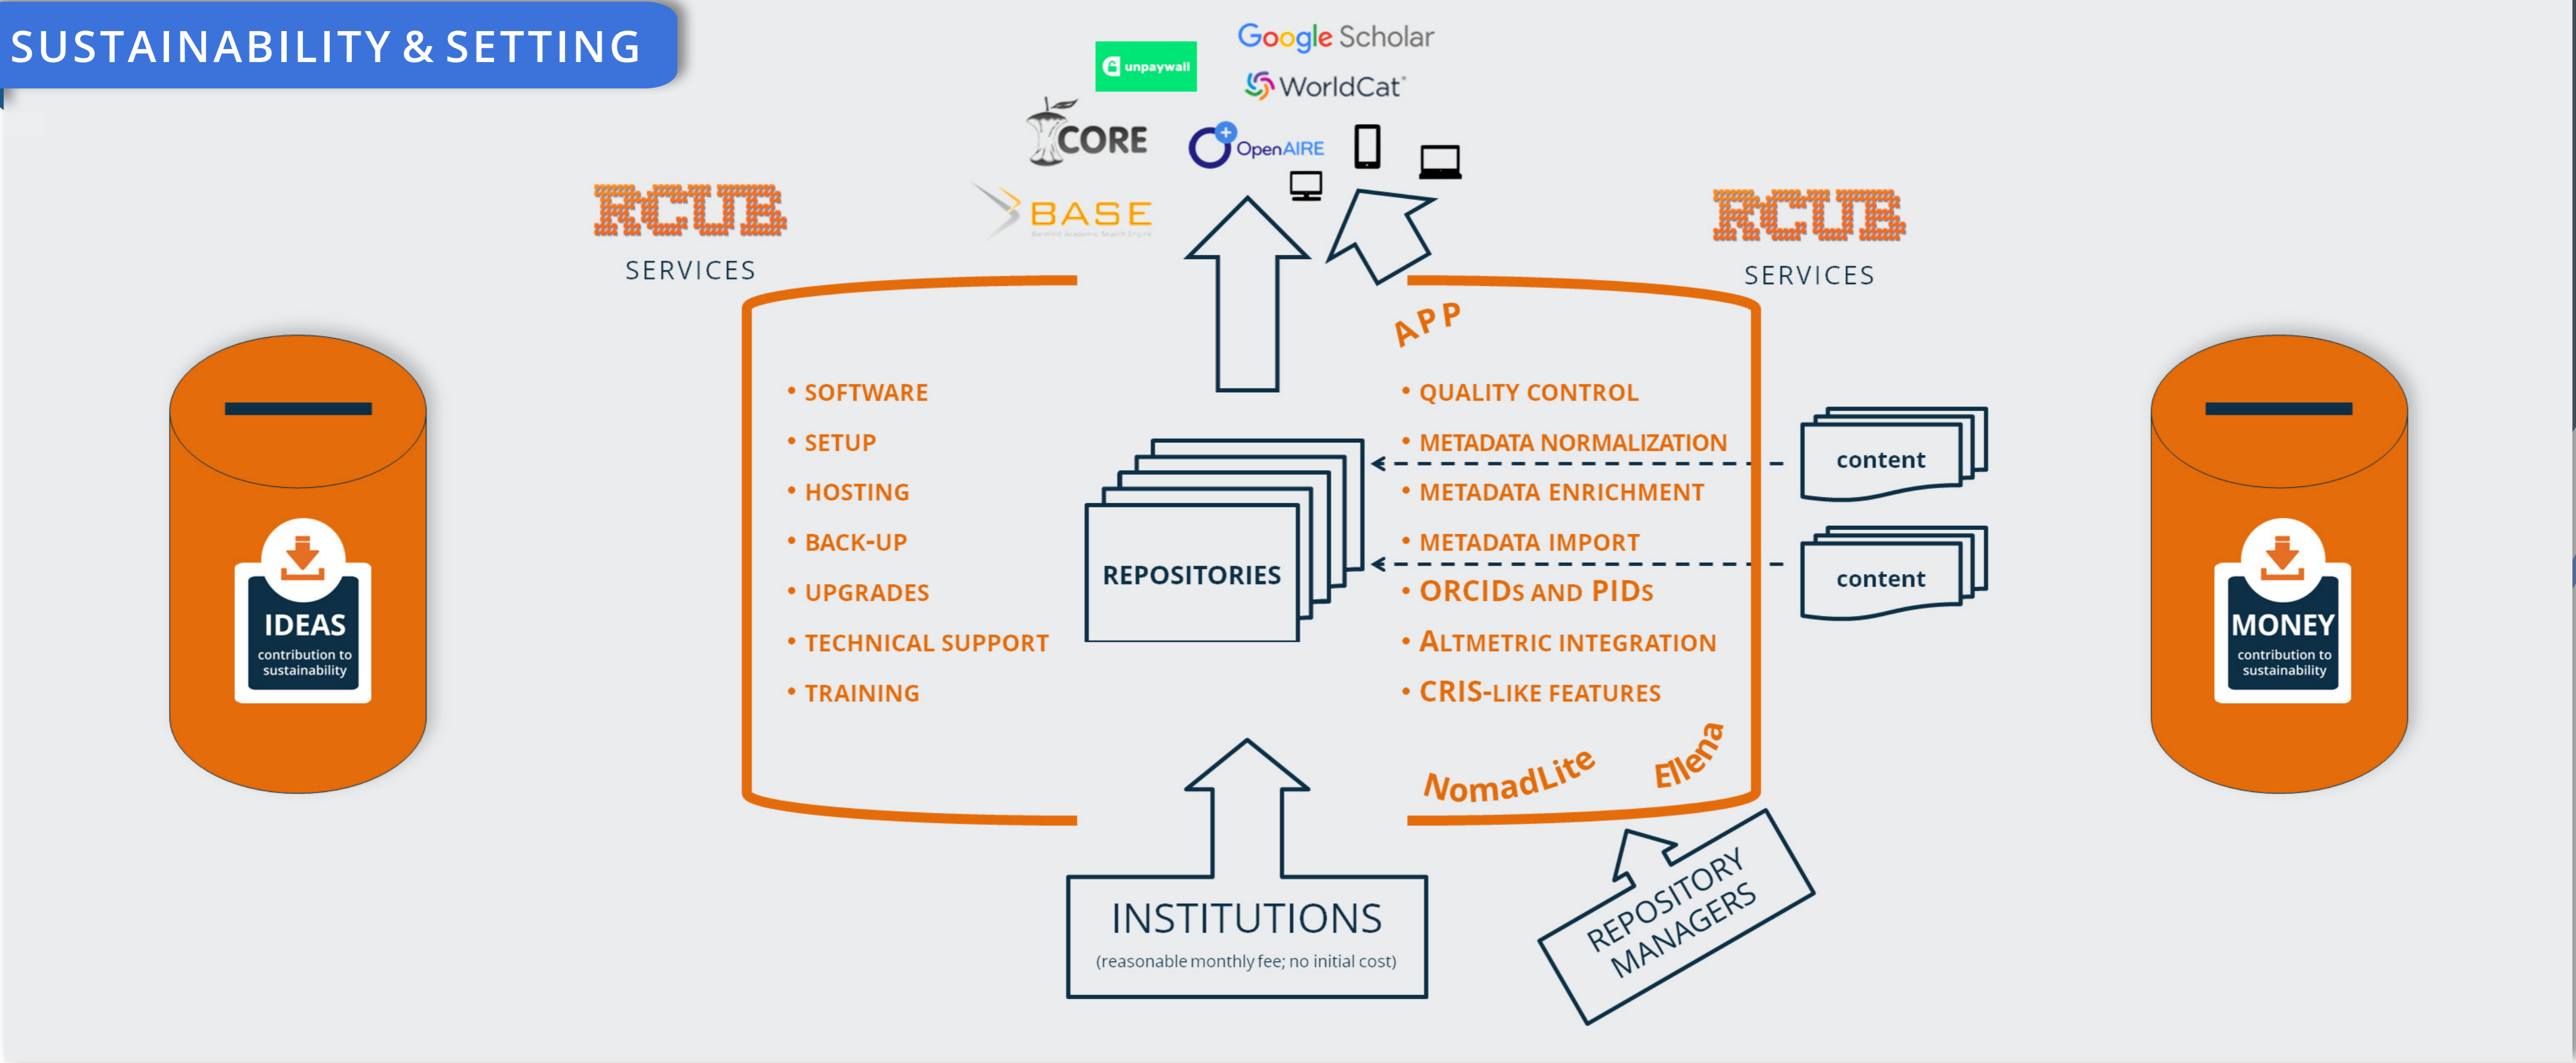 SUSTAINABILITY & SETTING
unpaywall
Google Scholar
WorldCat
CORE
OpenAIRE
BASE
RCUB
SERVICES
RCUB
SERVICES
APP
• SOFTWARE
• SETUP
• HOSTING
• BACK-UP
• UPGRADES
• TECHNICAL SUPPORT
• TRAINING
REPOSITORIES
• QUALITY CONTROL
• METADATA NORMALIZATION
• METADATA ENRICHMENT
• METADATA IMPORT
• ORCIDS AND PIDS
• ALTMETRIC INTEGRATION
• CRIS-LIKE FEATURES
NomadLite
Ellena
content
content
IDEAS
contribution to
sustainability
MONEY
contribution to
sustainability
INSTITUTIONS
(reasonable monthly fee; no initial cost)
REPOSITORY
MANAGERS